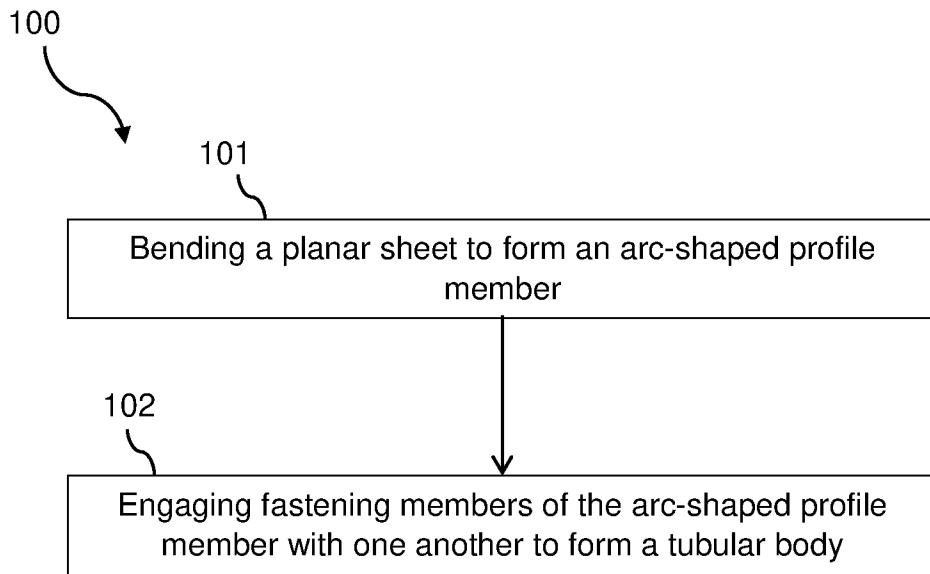 100
101
Bending a planar sheet to form an arc-shaped profile
member
102
Engaging fastening members of the arc-shaped profile
member with one another to form a tubular body